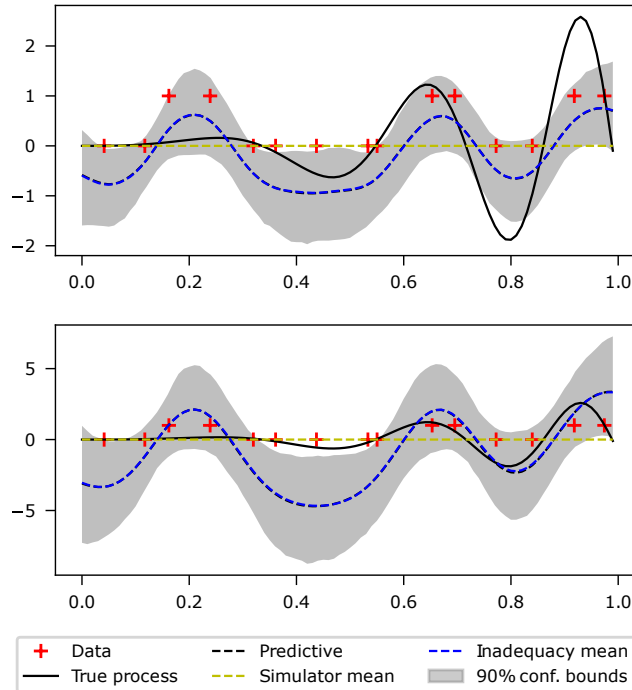 2
1
0
−1
−2
0.0 0.2 0.4 0.6 0.8 1.0
5
0
−5
0.0 0.2 0.4 0.6 0.8 1.0
Data Predictive Inadequacy mean
True process Simulator mean 90% conf. bounds